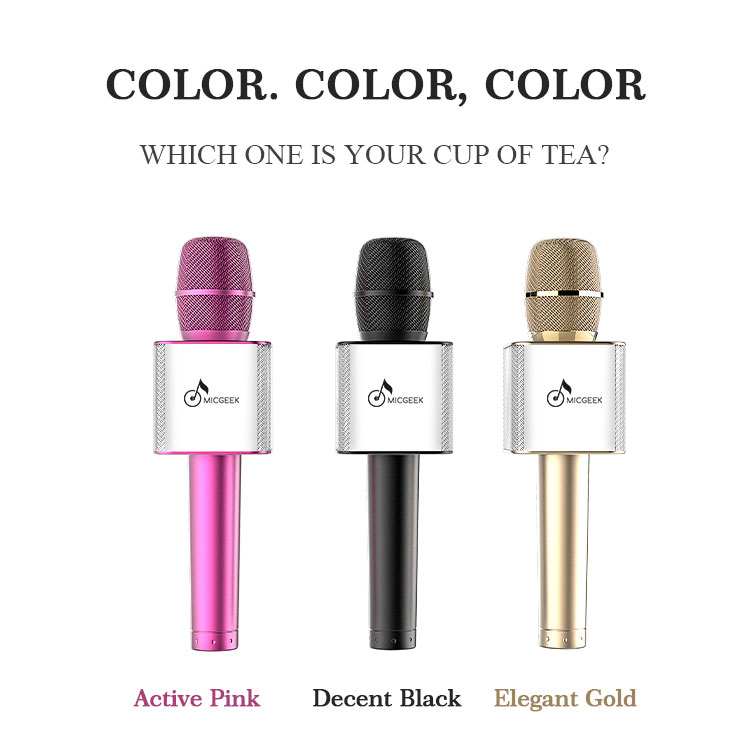 COLOR. COLOR, COLOR
WHICH ONE IS YOUR CUP OF TEA?
MICGEEK
MICGEEK
MICGEEK
Active Pink
Decent Black
Elegant Gold